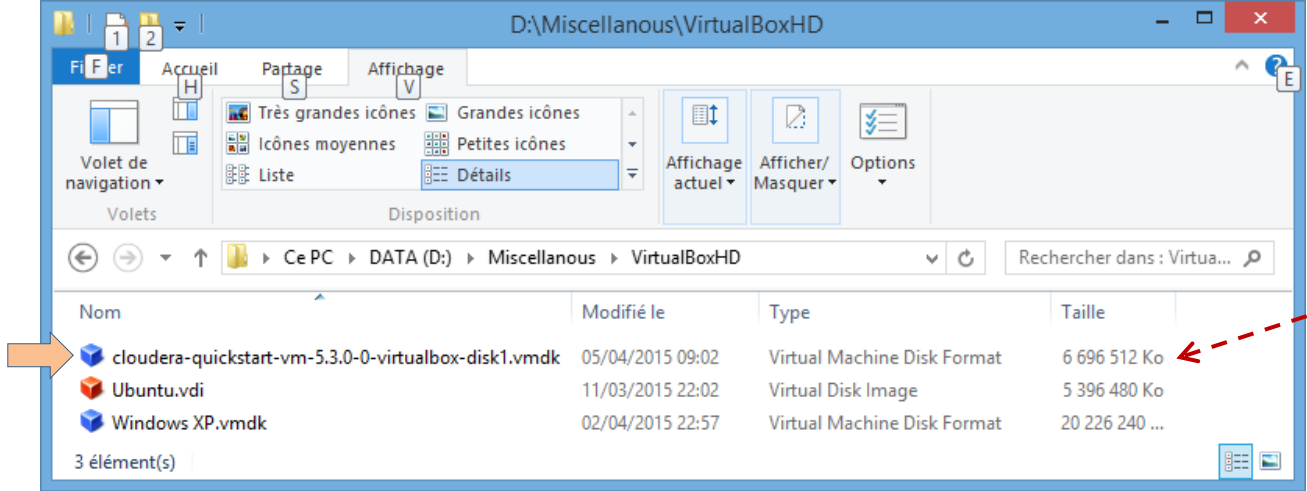 1 2 D:\Miscellanous\VirtualBoxHD
Fi F er Accueil Partage Affichage
H S V E
Très grandes icônes Grandes icônes
Icônes moyennes Petites icônes
Liste Détails
Volet de navigation
Affichage actuel
Afficher/ Masquer
Options
Volets Disposition
Ce PC DATA (D:) Miscellanous VirtualBoxHD Rechercher dans : Virtua...
Nom Modifié le Type Taille
cloudera-quickstart-vm-5.3.0-0-virtualbox-disk1.vmdk 05/04/2015 09:02 Virtual Machine Disk Format 6 696 512 Ko
Ubuntu.vdi 11/03/2015 22:02 Virtual Disk Image 5 396 480 Ko
Windows XP.vmdk 02/04/2015 22:57 Virtual Machine Disk Format 20 226 240 ...
3 élément(s)